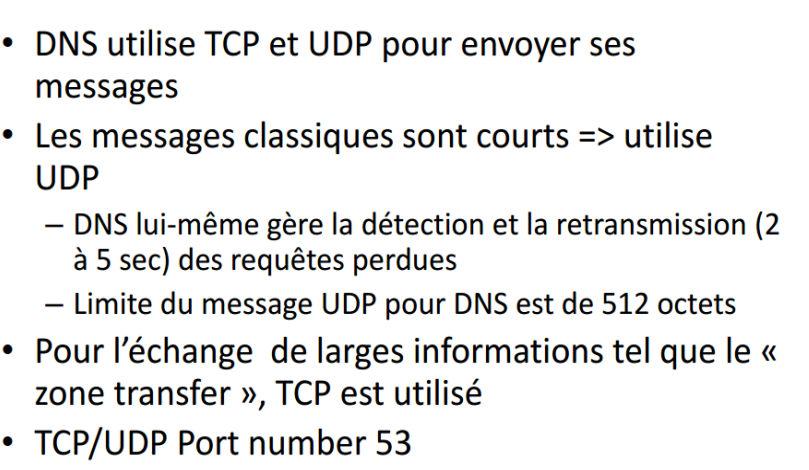 • DNS utilise TCP et UDP pour envoyer ses
messages
• Les messages classiques sont courts => utilise
UDP
– DNS lui-même gère la détection et la retransmission (2
à 5 sec) des requêtes perdues
– Limite du message UDP pour DNS est de 512 octets
• Pour l’échange  de larges informations tel que le «
zone transfer », TCP est utilisé
• TCP/UDP Port number 53